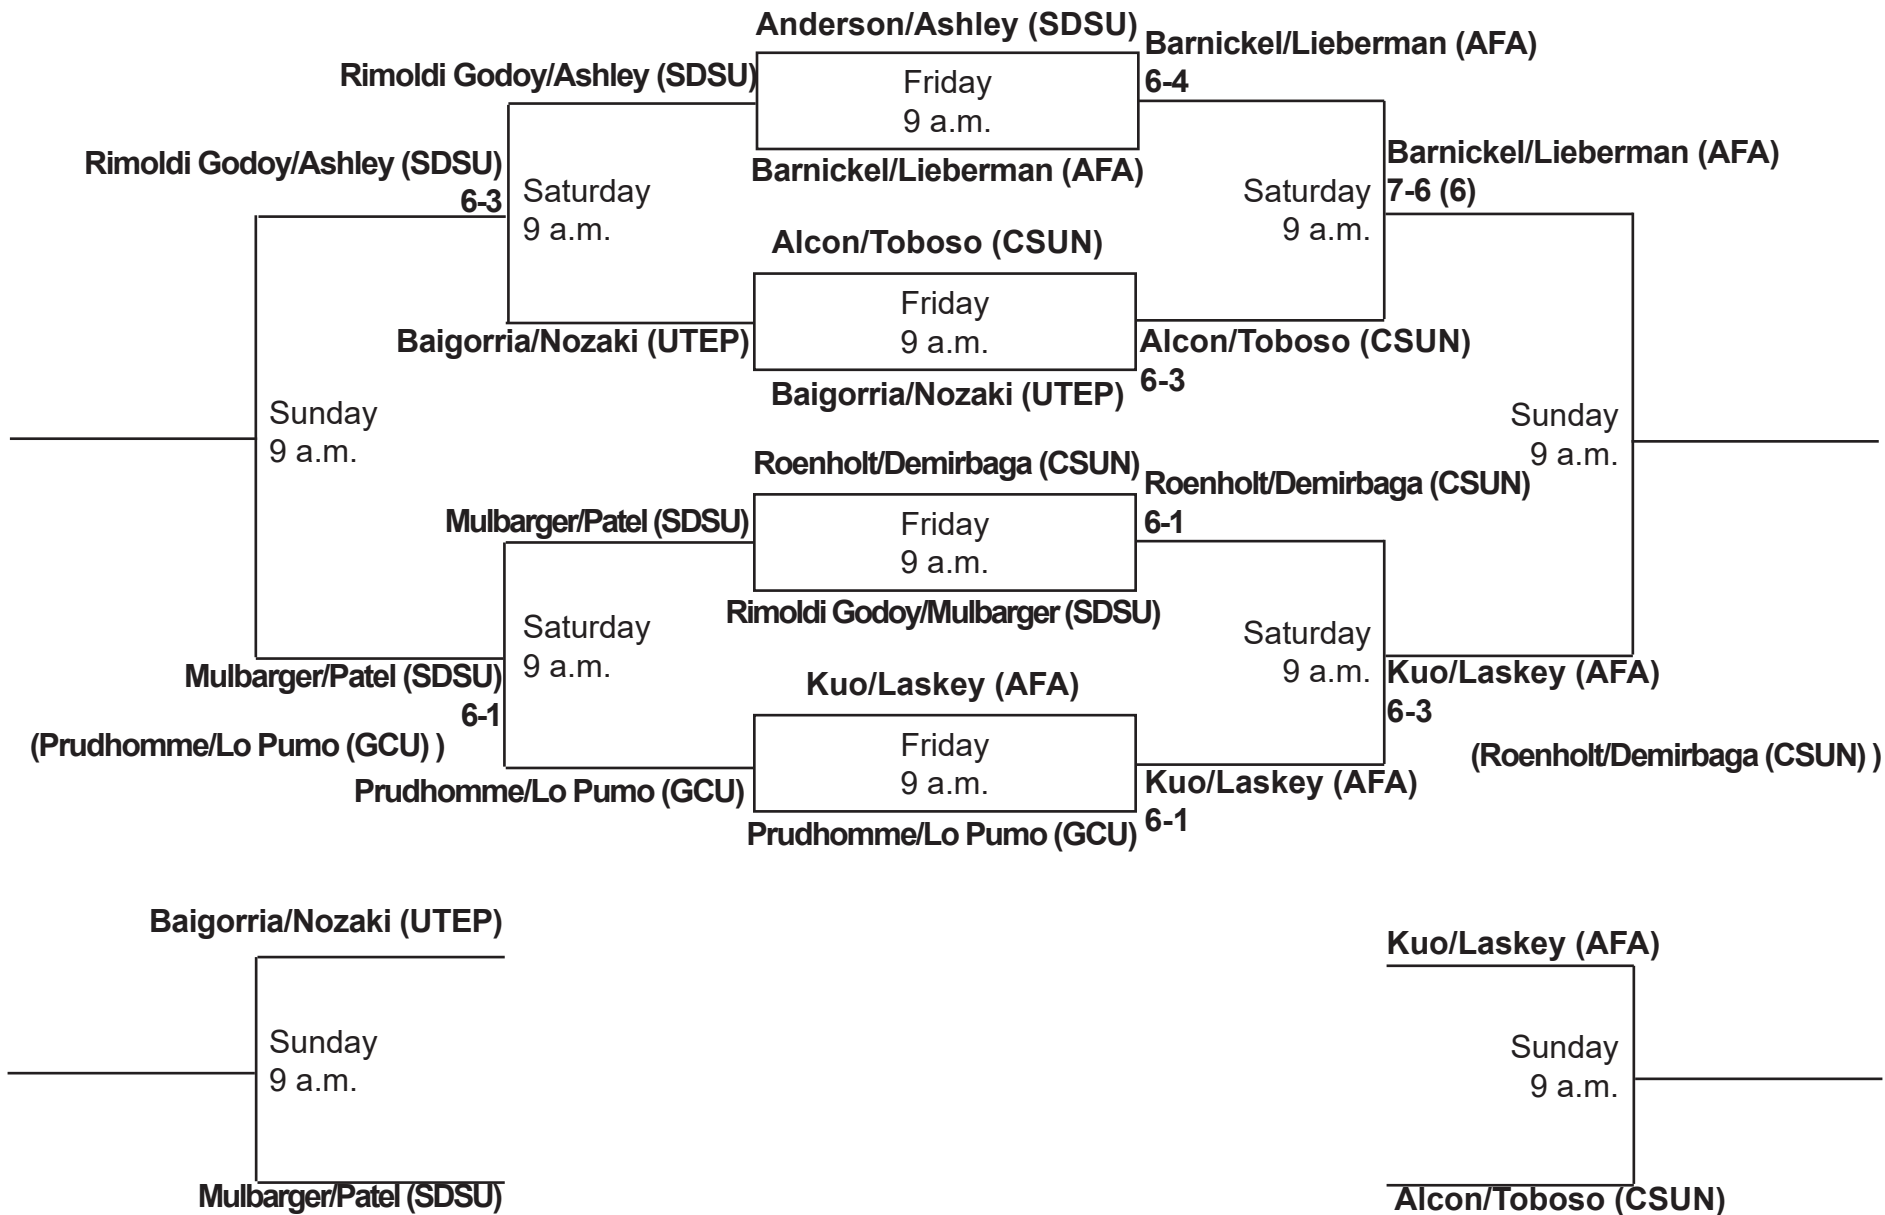 Anderson/Ashley (SDSU)
Barnickel/Lieberman (AFA)
6-4
Rimoldi Godoy/Ashley (SDSU)
Friday
9 a.m.
Barnickel/Lieberman (AFA)
Rimoldi Godoy/Ashley (SDSU)
6-3
Saturday
9 a.m.
Saturday
9 a.m.
Barnickel/Lieberman (AFA)
7-6 (6)
Alcon/Toboso (CSUN)
Friday
9 a.m.
Baigorria/Nozaki (UTEP)
Baigorria/Nozaki (UTEP)
Alcon/Toboso (CSUN)
6-3
Sunday
9 a.m.
Sunday
9 a.m.
Roenholt/Demirbaga (CSUN)
Roenholt/Demirbaga (CSUN)
6-1
Mulbarger/Patel (SDSU)
Friday
9 a.m.
Rimoldi Godoy/Mulbarger (SDSU)
Saturday
9 a.m.
Saturday
9 a.m.
Mulbarger/Patel (SDSU)
6-1
(Prudhomme/Lo Pumo (GCU) )
Kuo/Laskey (AFA)
Kuo/Laskey (AFA)
6-3
(Roenholt/Demirbaga (CSUN) )
Friday
9 a.m.
Prudhomme/Lo Pumo (GCU)
Kuo/Laskey (AFA)
6-1
Prudhomme/Lo Pumo (GCU)
Baigorria/Nozaki (UTEP)
Sunday
9 a.m.
Mulbarger/Patel (SDSU)
Kuo/Laskey (AFA)
Sunday
9 a.m.
Alcon/Toboso (CSUN)